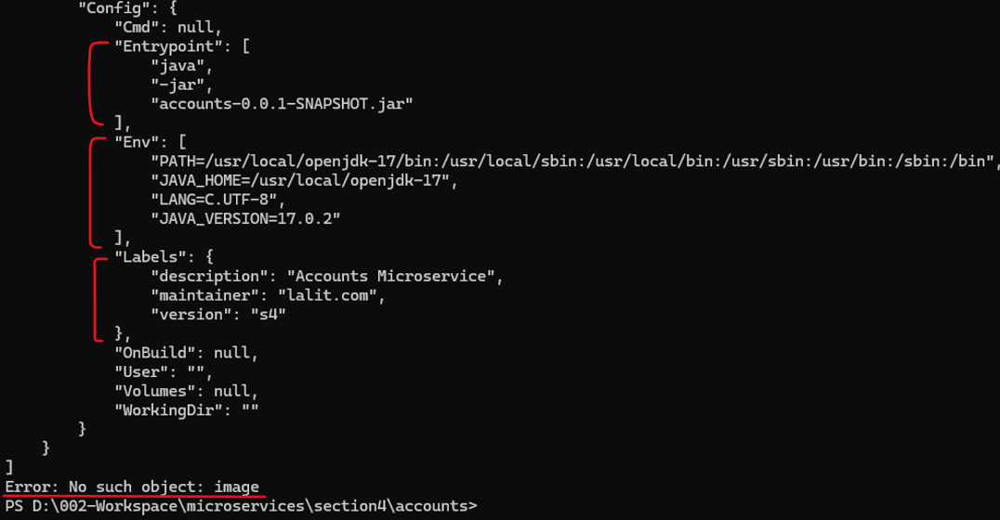 "Config": {
"Cmd": null,
"Entrypoint": [
"java",
"-jar",
"accounts-0.0.1-SNAPSHOT.jar"
],
"Env": [
"PATH=/usr/local/openjdk-17/bin:/usr/local/sbin:/usr/local/bin:/usr/sbin:/usr/bin:/sbin:/bin",
"JAVA_HOME=/usr/local/openjdk-17",
"LANG=C.UTF-8",
"JAVA_VERSION=17.0.2"
],
"Labels": {
"description": "Accounts Microservice",
"maintainer": "lalit.com",
"version": "s4"
},
"OnBuild": null,
"User": "",
"Volumes": null,
"WorkingDir": ""
}
}
]
Error: No such object: image
PS D:\002-Workspace\microservices\section4\accounts>